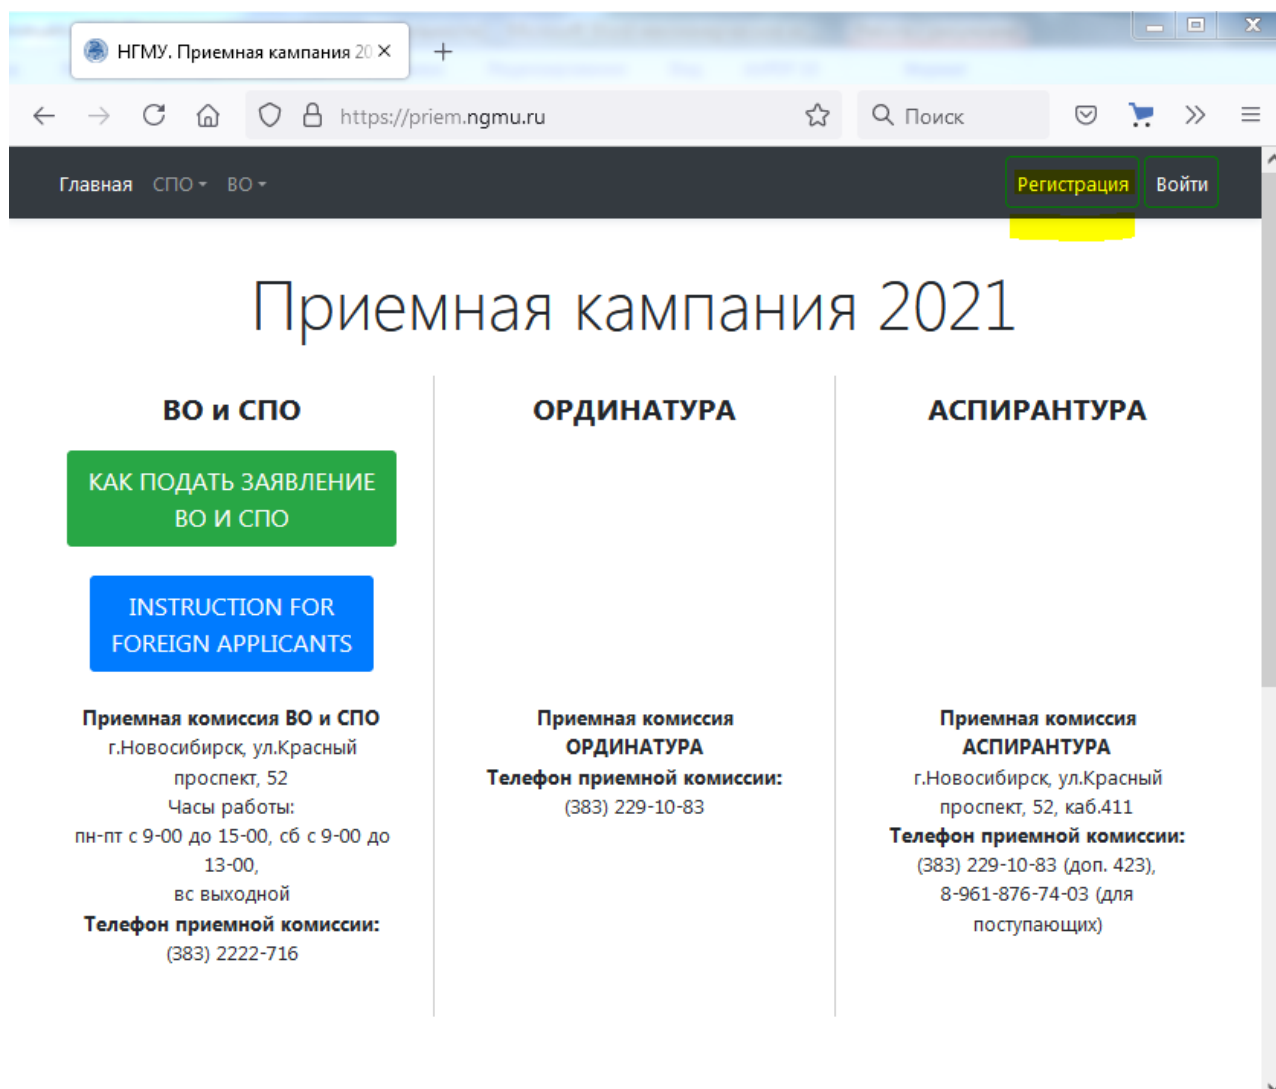 НГМУ. Приемная кампания 20
https://priem.ngmu.ru
Поиск
Главная СПО ВО
Регистрация Войти
Приемная кампания 2021
ВО и СПО
КАК ПОДАТЬ ЗАЯВЛЕНИЕ
ВО И СПО
INSTRUCTION FOR
FOREIGN APPLICANTS
Приемная комиссия ВО и СПО
г.Новосибирск, ул.Красный
проспект, 52
Часы работы:
пн-пт с 9-00 до 15-00, сб с 9-00 до
13-00,
вс выходной
Телефон приемной комиссии:
(383) 2222-716
ОРДИНАТУРА
Приемная комиссия
ОРДИНАТУРА
Телефон приемной комиссии:
(383) 229-10-83
АСПИРАНТУРА
Приемная комиссия
АСПИРАНТУРА
г.Новосибирск, ул.Красный
проспект, 52, каб.411
Телефон приемной комиссии:
(383) 229-10-83 (доп. 423),
8-961-876-74-03 (для
поступающих)